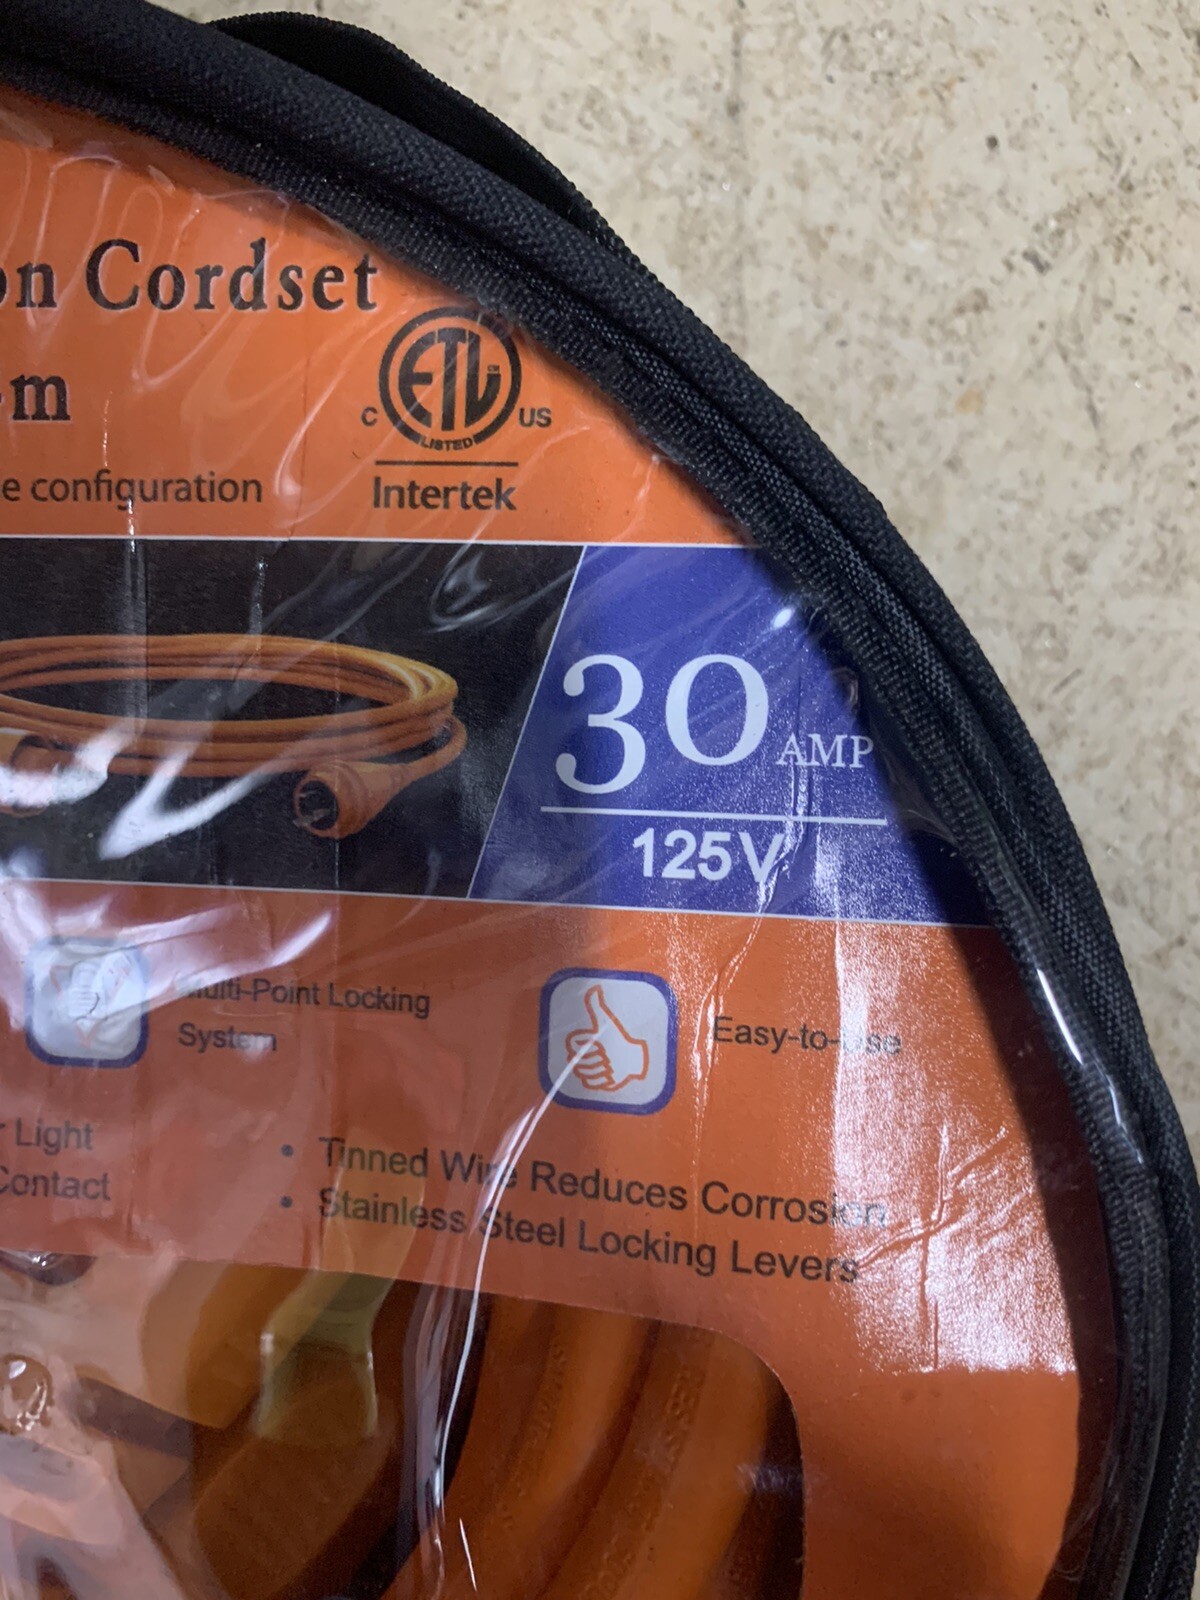 on Cordset
-m
ETL CM
C US
LISTED
Intertek
e configuration
30 AMP
125V
Multi-Point Locking
System
Easy-to-Use
r Light
Contact
• Tinned Wire Reduces Corrosion
• Stainless Steel Locking Levers